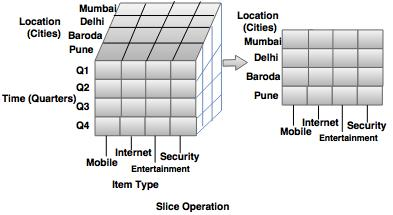 Location
(Cities)
Mumbai
Delhi
Baroda
Pune
Time (Quarters)
Q1
Q2
Q3
Q4
Mobile
Internet
Entertainment
Security
Item Type
Location
(Cities)
Mumbai
Delhi
Baroda
Pune
Mobile
Internet
Entertainment
Security
Slice Operation